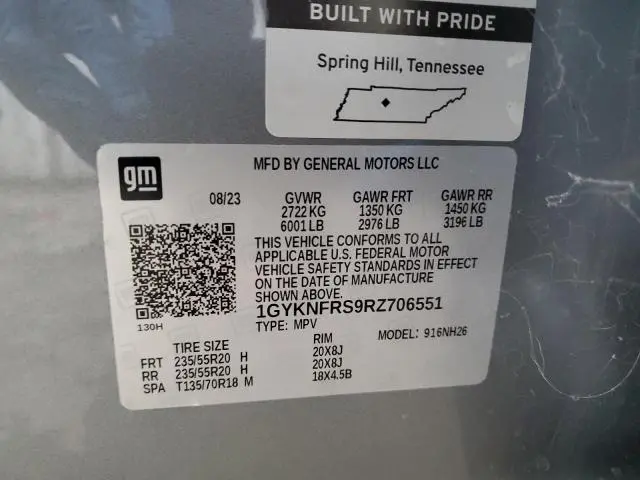 BUILT WITH PRIDE
Spring Hill, Tennessee
gm
MFD BY GENERAL MOTORS LLC
08/23 GVWR GAWR FRT GAWR RR
2722 KG 1350 KG 1450 KG
6001 LB 2976 LB 3196 LB
THIS VEHICLE CONFORMS TO ALL
APPLICABLE U.S. FEDERAL MOTOR
VEHICLE SAFETY STANDARDS IN EFFECT
ON THE DATE OF MANUFACTURE
SHOWN ABOVE.
130H
1GYKNFRS9RZ706551
TYPE: MPV MODEL: 916NH26
TIRE SIZE RIM
FRT 235/55R20 H 20X8J
RR 235/55R20 H 20X8J
SPA T135/70R18 M 18X4.5B